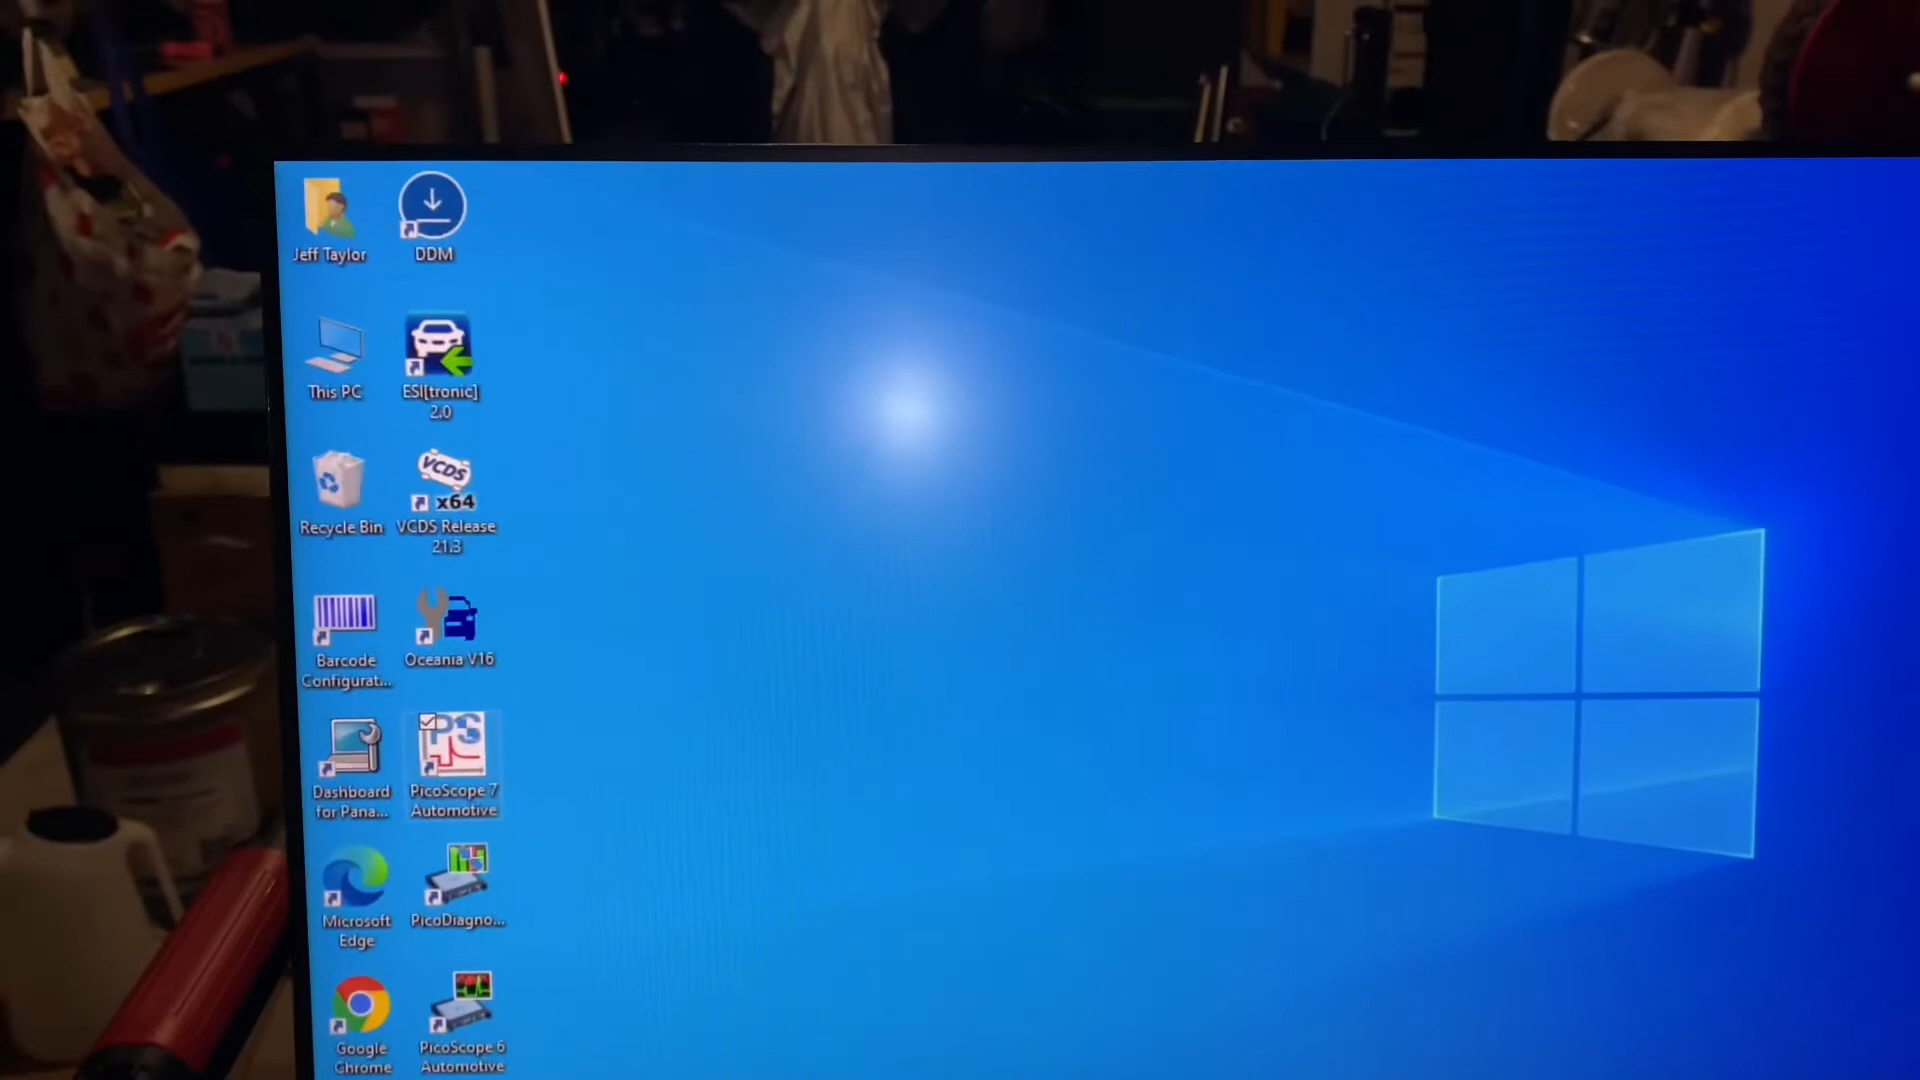 Jeff Taylor
DDM
This PC
ESI[tronic]
2.0
Recycle Bin
VCDS
x64
VCDS Release
21.3
Barcode
Configurat...
Oceania V16
Dashboard
for Pana...
PS
PicoScope 7
Automotive
Microsoft
Edge
PicoDiagno...
Google
Chrome
PicoScope 6
Automotive